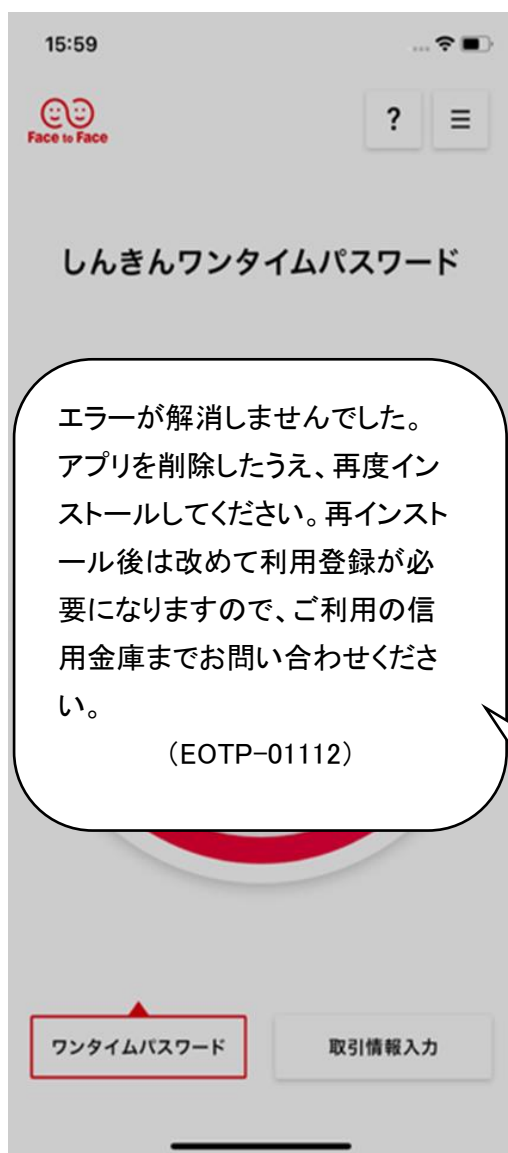 15:59
...
Face to Face
?
しんきんワンタイムパスワード
エラーが解消しませんでした。
アプリを削除したうえ、再度イン
ストールしてください。再インスト
ール後は改めて利用登録が必
要になりますので、ご利用の信
用金庫までお問い合わせくださ
い。
（EOTP-01112）
ワンタイムパスワード
取引情報入力